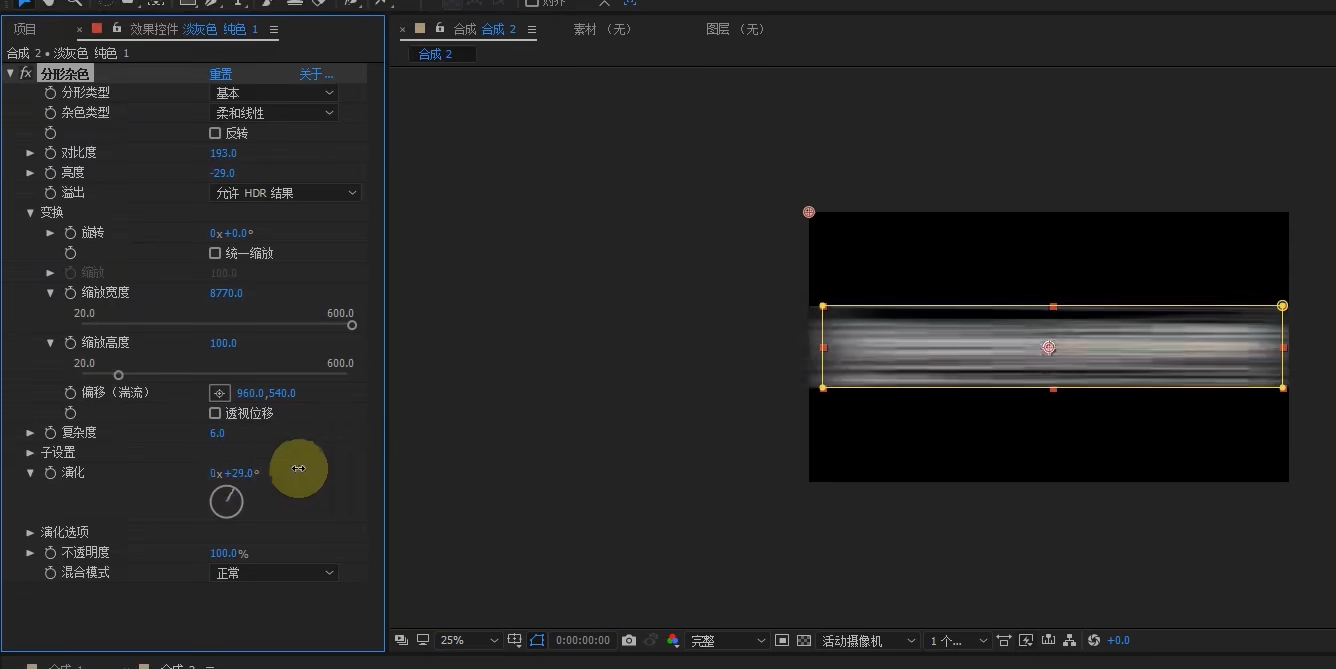 对齐
项目
效果控件 淡灰色 纯色 1
合成 合成 2
素材 (无)
图层 (无)
合成 2 • 淡灰色 纯色 1
合成 2
fx 分形杂色 重置 关于...
分形类型 基本
杂色类型 柔和线性
反转
对比度 193.0
亮度 -29.0
溢出 允许 HDR 结果
变换
旋转 0x+0.0°
统一缩放
缩放 100.0
缩放宽度 8770.0
20.0 600.0
缩放高度 100.0
20.0 600.0
偏移（湍流） 960.0,540.0
透视位移
复杂度 6.0
子设置
演化 0x+29.0°
演化选项
不透明度 100.0%
混合模式 正常
25% 0:00:00:00 完整 活动摄像机 1 个... +0.0
合成 1 合成 2